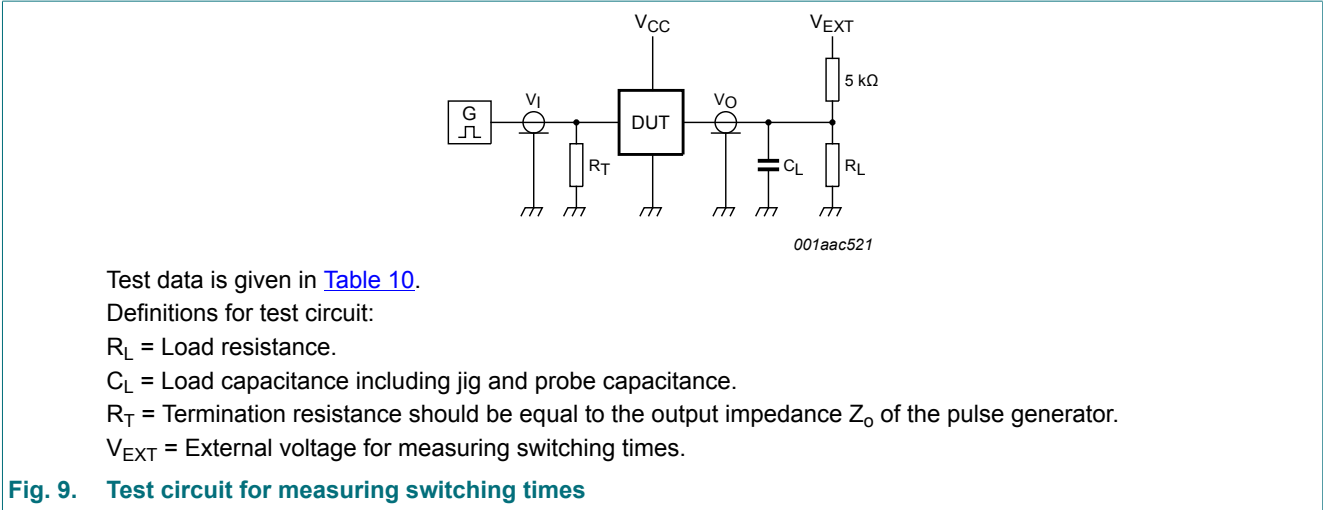 VCC
VEXT
5 kΩ
G
VI
DUT
VO
RT
CL
RL
001aac521
Test data is given in Table 10.
Definitions for test circuit:
RL = Load resistance.
CL = Load capacitance including jig and probe capacitance.
RT = Termination resistance should be equal to the output impedance Zo of the pulse generator.
VEXT = External voltage for measuring switching times.
Fig. 9. Test circuit for measuring switching times